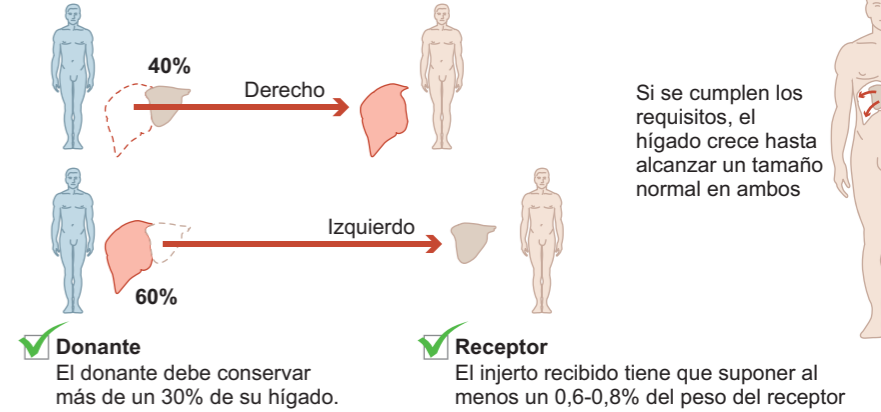 40%
Derecho
Si se cumplen los
requisitos, el
hígado crece hasta
alcanzar un tamaño
normal en ambos
Izquierdo
60%
Donante
El donante debe conservar
más de un 30% de su hígado.
Receptor
El injerto recibido tiene que suponer al
menos un 0,6-0,8% del peso del receptor